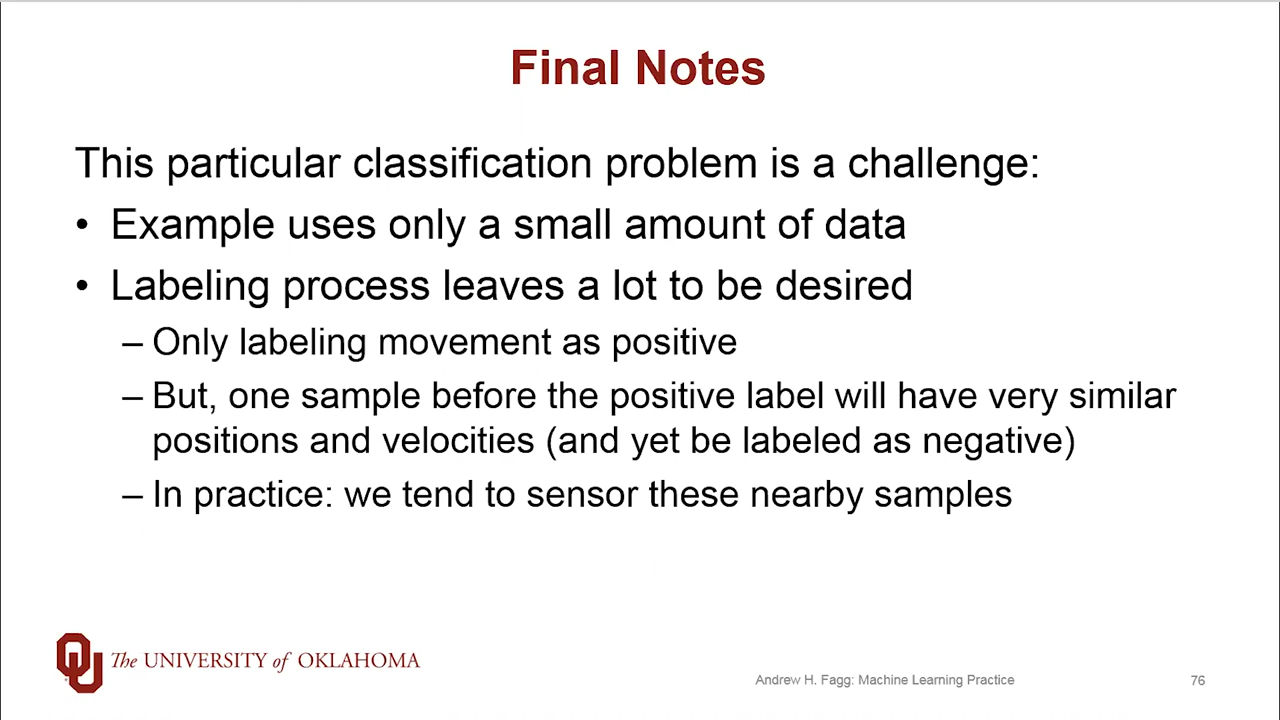 Final Notes
This particular classification problem is a challenge:
• Example uses only a small amount of data
• Labeling process leaves a lot to be desired
– Only labeling movement as positive
– But, one sample before the positive label will have very similar
positions and velocities (and yet be labeled as negative)
– In practice: we tend to sensor these nearby samples
The UNIVERSITY of OKLAHOMA
Andrew H. Fagg: Machine Learning Practice
76